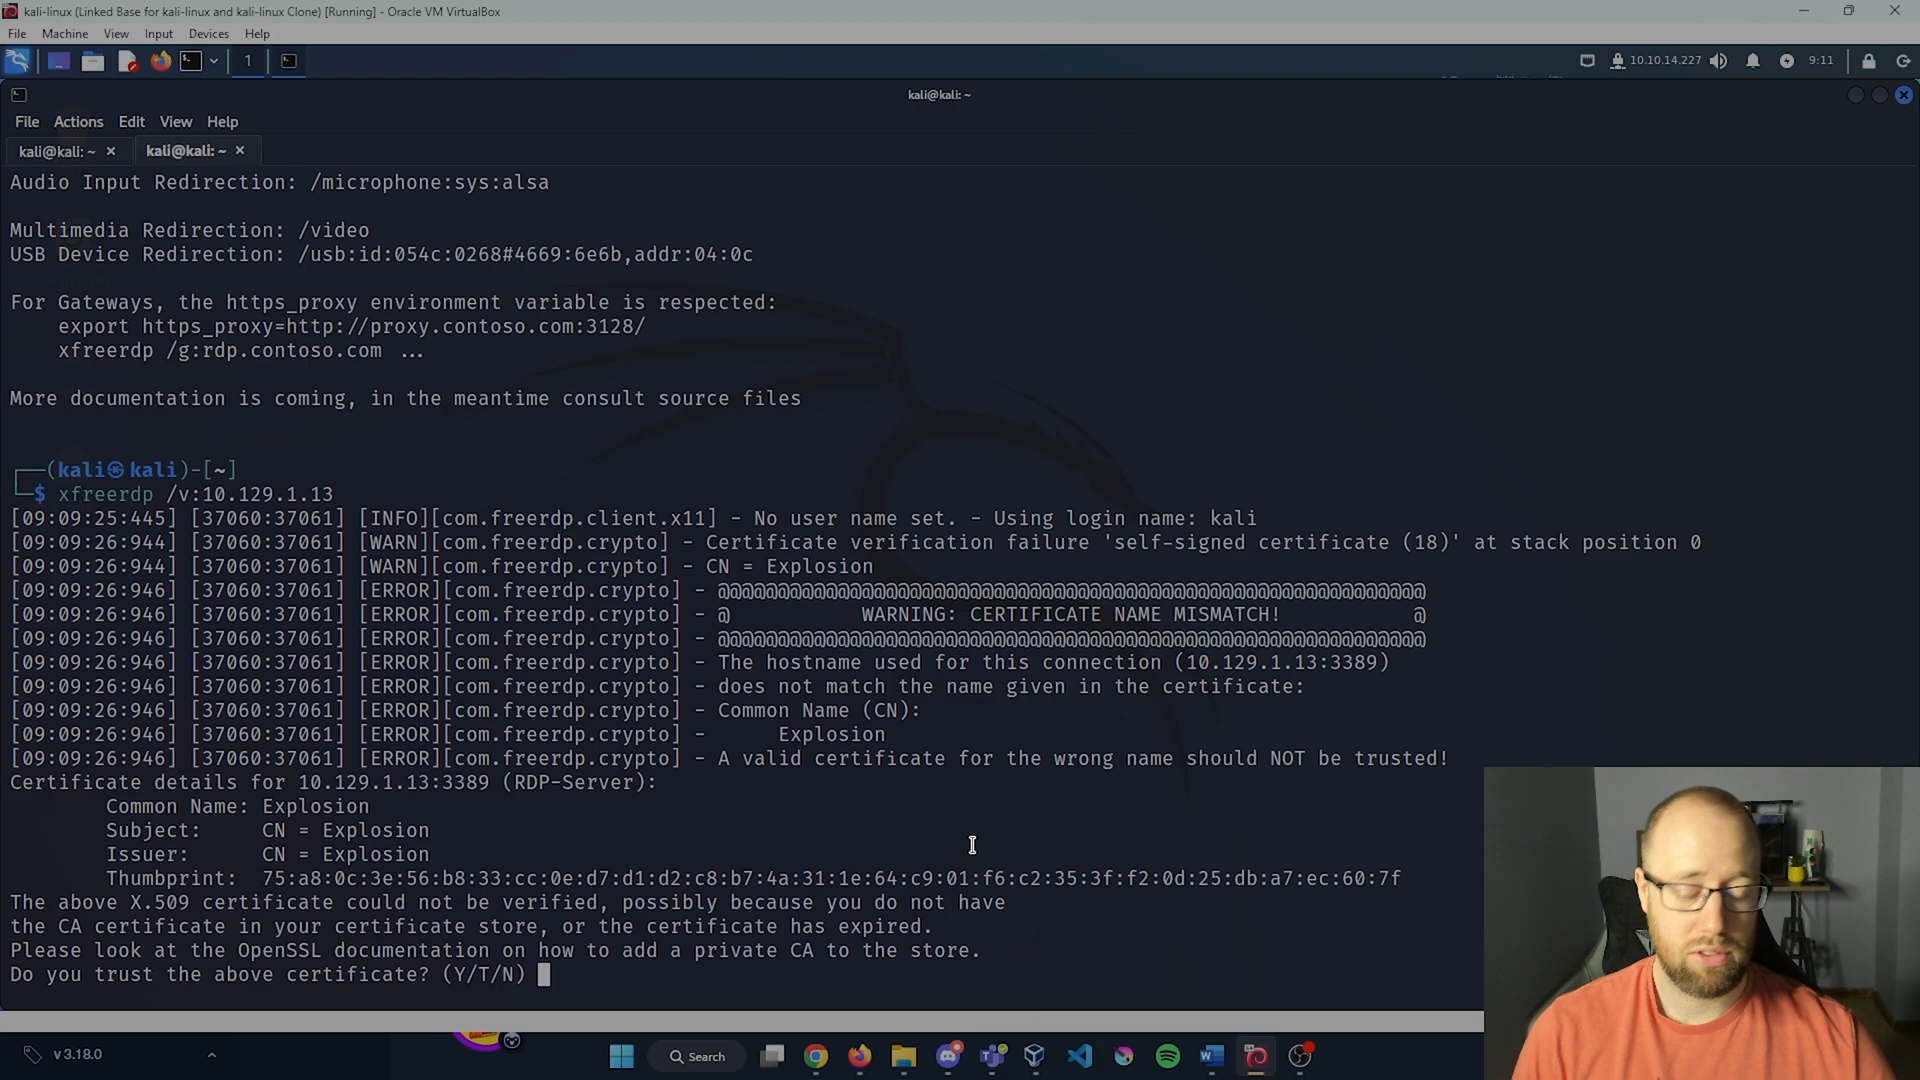 kali-linux (Linked Base for kali-linux and kali-linux Clone) [Running] - Oracle VM VirtualBox
File Machine View Input Devices Help
1
10.10.14.227
9:11
kali@kali: ~
File Actions Edit View Help
kali@kali: ~ × kali@kali: ~ ×
Audio Input Redirection: /microphone:sys:alsa
Multimedia Redirection: /video
USB Device Redirection: /usb:id:054c:0268#4669:6e6b,addr:04:0c
For Gateways, the https_proxy environment variable is respected:
export https_proxy=http://proxy.contoso.com:3128/
xfreerdp /g:rdp.contoso.com ...
More documentation is coming, in the meantime consult source files
┌──(kali㉿kali)-[~]
└─$ xfreerdp /v:10.129.1.13
[09:09:25:445] [37060:37061] [INFO][com.freerdp.client.x11] - No user name set. - Using login name: kali
[09:09:26:944] [37060:37061] [WARN][com.freerdp.crypto] - Certificate verification failure 'self-signed certificate (18)' at stack position 0
[09:09:26:944] [37060:37061] [WARN][com.freerdp.crypto] - CN = Explosion
[09:09:26:946] [37060:37061] [ERROR][com.freerdp.crypto] - @@@@@@@@@@@@@@@@@@@@@@@@@@@@@@@@@@@@@@@@@@@@@@@@@@@@@@@@@@@
[09:09:26:946] [37060:37061] [ERROR][com.freerdp.crypto] - @ WARNING: CERTIFICATE NAME MISMATCH! @
[09:09:26:946] [37060:37061] [ERROR][com.freerdp.crypto] - @@@@@@@@@@@@@@@@@@@@@@@@@@@@@@@@@@@@@@@@@@@@@@@@@@@@@@@@@@@
[09:09:26:946] [37060:37061] [ERROR][com.freerdp.crypto] - The hostname used for this connection (10.129.1.13:3389)
[09:09:26:946] [37060:37061] [ERROR][com.freerdp.crypto] - does not match the name given in the certificate:
[09:09:26:946] [37060:37061] [ERROR][com.freerdp.crypto] - Common Name (CN):
[09:09:26:946] [37060:37061] [ERROR][com.freerdp.crypto] - Explosion
[09:09:26:946] [37060:37061] [ERROR][com.freerdp.crypto] - A valid certificate for the wrong name should NOT be trusted!
Certificate details for 10.129.1.13:3389 (RDP-Server):
Common Name: Explosion
Subject: CN = Explosion
Issuer: CN = Explosion
Thumbprint: 75:a8:0c:3e:56:b8:33:cc:0e:d7:d1:d2:c8:b7:4a:31:1e:64:c9:01:f6:c2:35:3f:f2:0d:25:db:a7:ec:60:7f
The above X.509 certificate could not be verified, possibly because you do not have
the CA certificate in your certificate store, or the certificate has expired.
Please look at the OpenSSL documentation on how to add a private CA to the store.
Do you trust the above certificate? (Y/T/N)
v3.18.0
Search